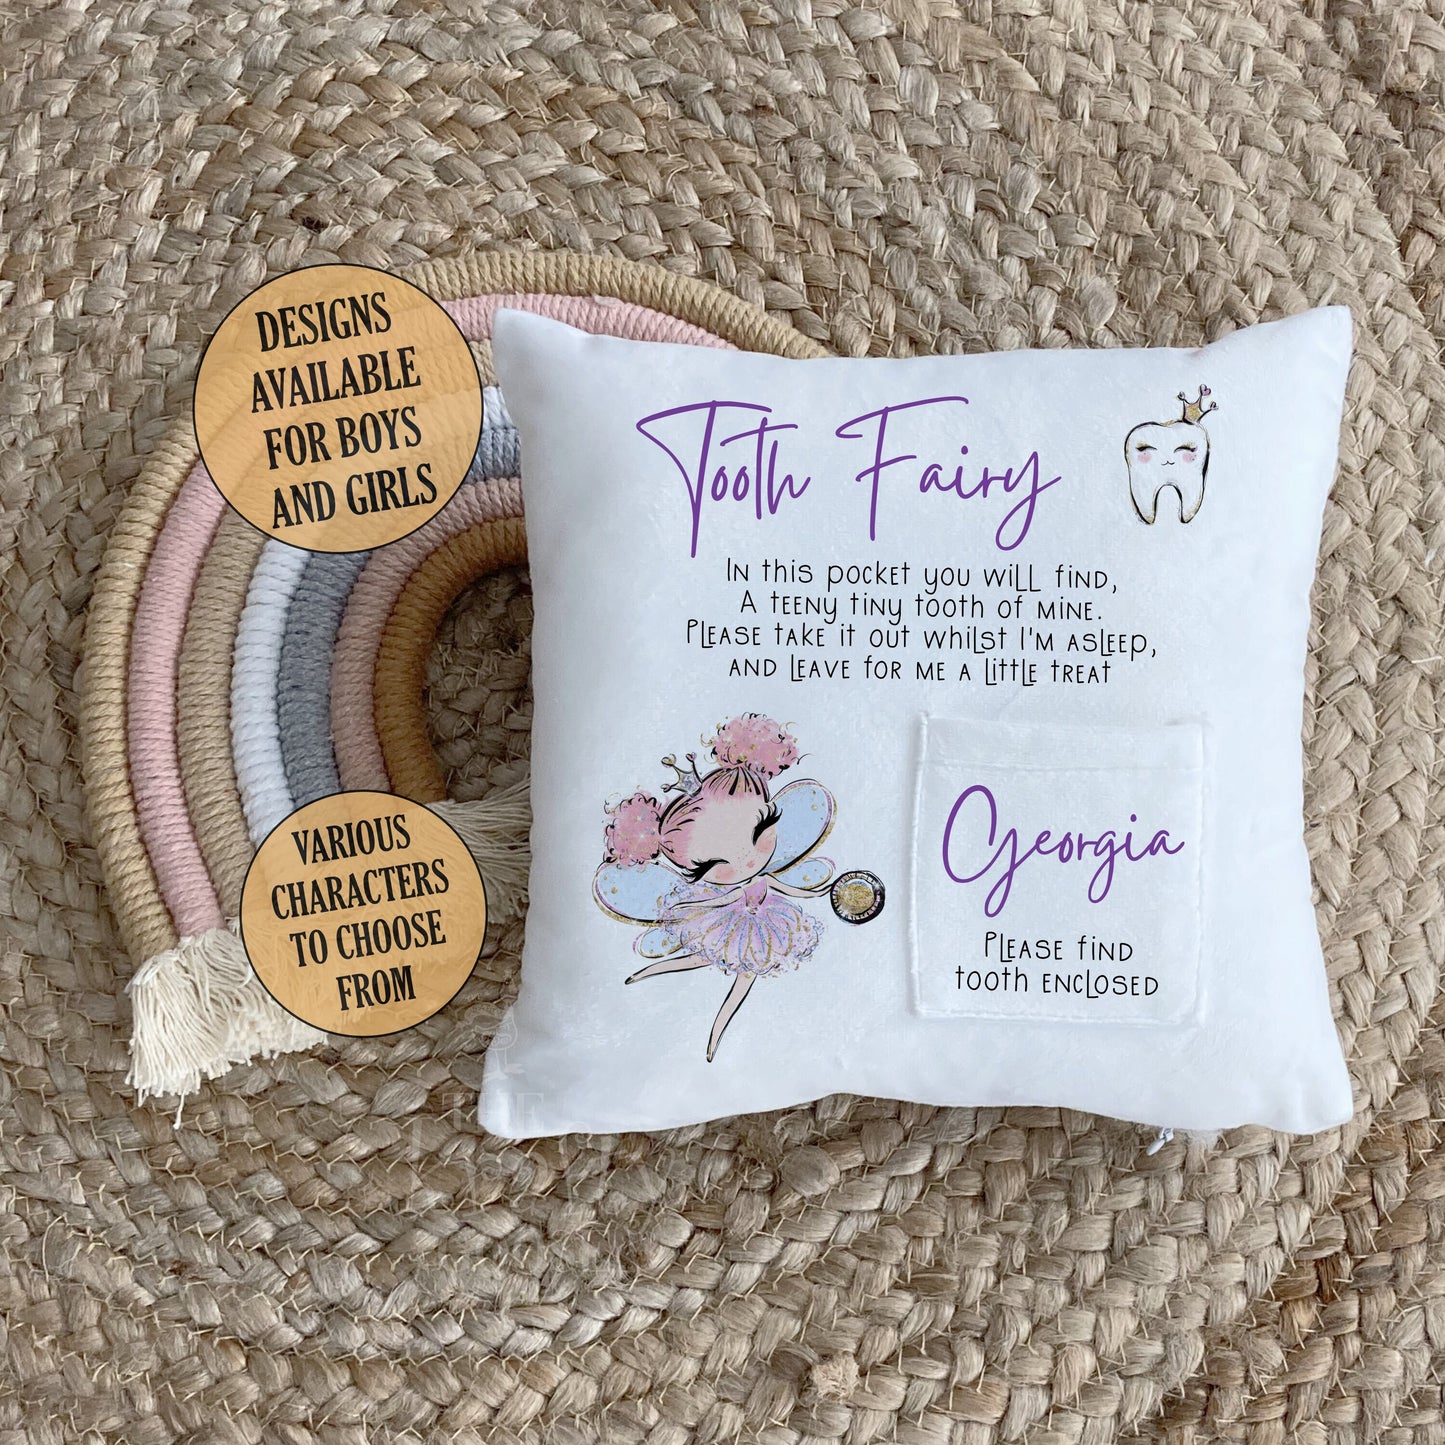 DESIGNS
AVAILABLE
FOR BOYS
AND GIRLS
VARIOUS
CHARACTERS
TO CHOOSE
FROM
Tooth Fairy
In this pocket you will find,
A teeny tiny tooth of mine.
Please take it out whilst I'm asleep,
and leave for me a little treat
Georgia
Please find
tooth enclosed